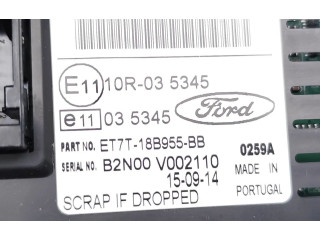 E11 10R-03 5345
e11 03 5345
Ford
PART NO. ET7T-18B955-BB
SERIAL NO. B2N00 V002110 0259A
15-09-14 MADE IN
SCRAP IF DROPPED PORTUGAL